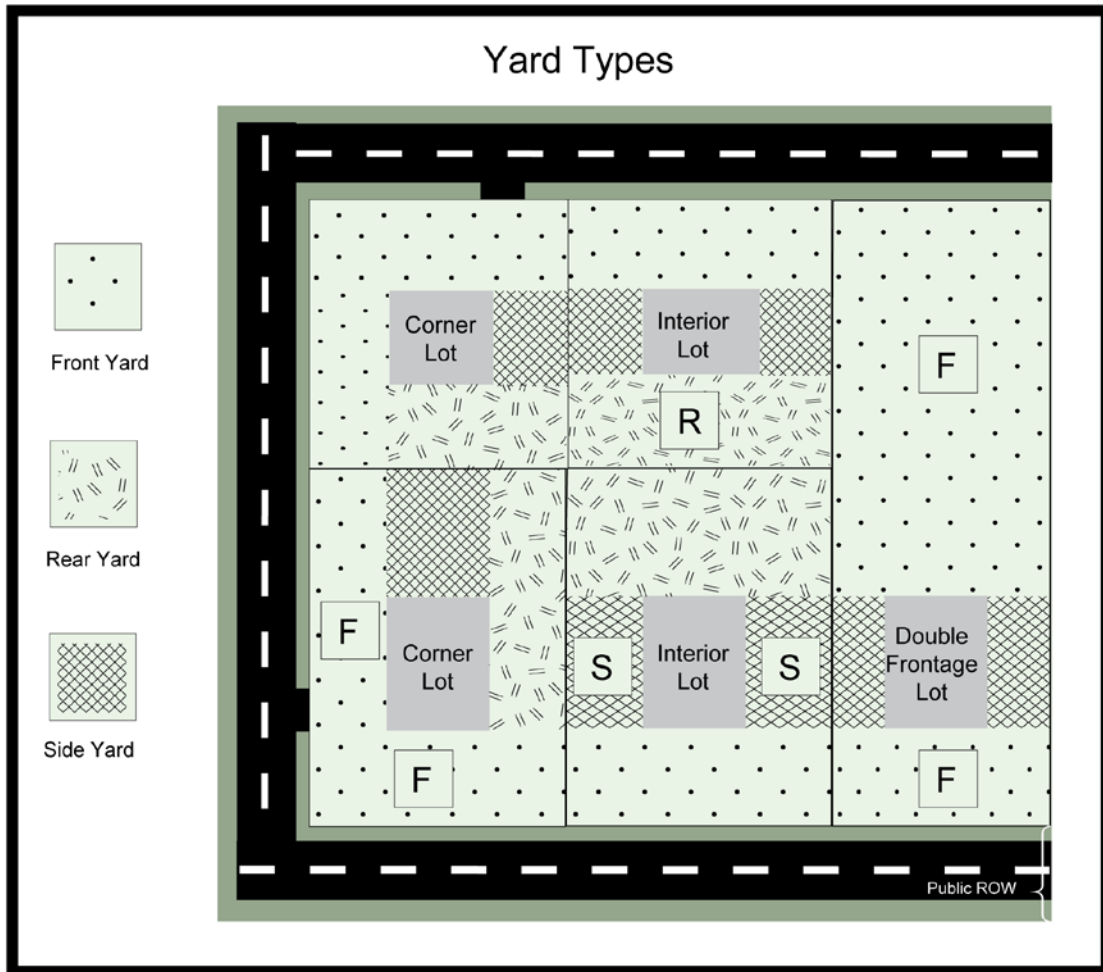 Yard Types
Front Yard
Rear Yard
Side Yard
Corner
Lot
Interior
Lot
F
R
F
Corner
Lot
F
S
Interior
Lot
S
Double
Frontage
Lot
F
F
Public ROW